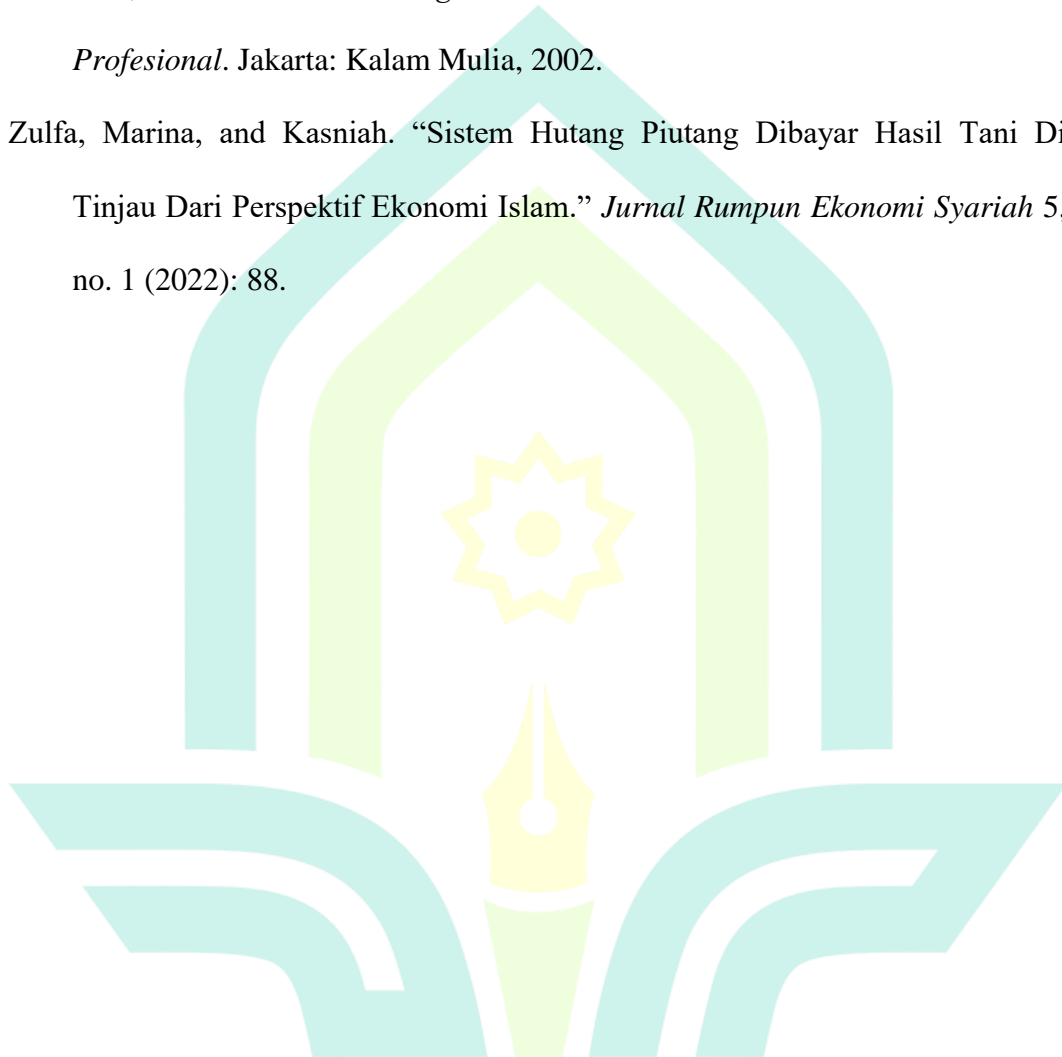 Profesional. Jakarta: Kalam Mulia, 2002.
Zulfa, Marina, and Kasniah. “Sistem Hutang Piutang Dibayar Hasil Tani Di
Tinjau Dari Perspektif Ekonomi Islam.” Jurnal Rumpun Ekonomi Syariah 5,
no. 1 (2022): 88.